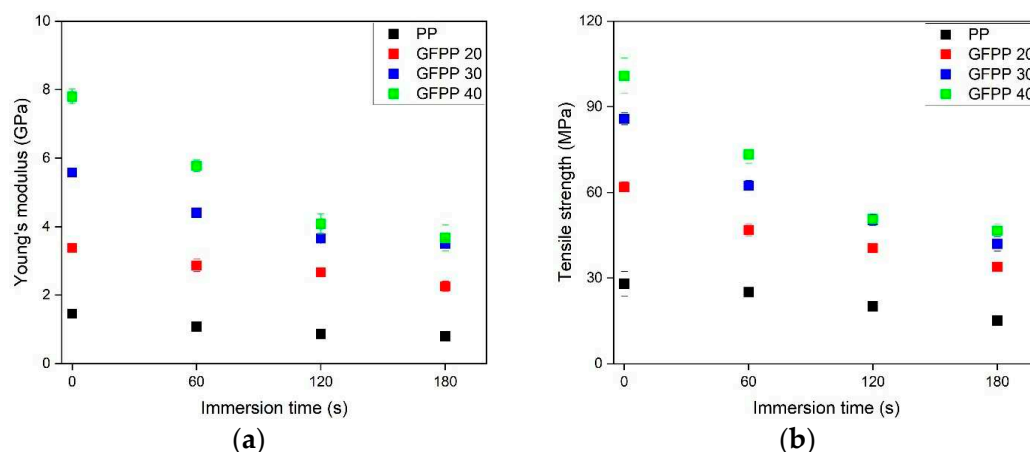 10
8
6
4
2
0
Young's modulus (GPa)
PP
GFPP 20
GFPP 30
GFPP 40
0
60
120
180
Immersion time (s)
(a)
120
90
60
30
0
Tensile strength (MPa)
PP
GFPP 20
GFPP 30
GFPP 40
0
60
120
180
Immersion time (s)
(b)